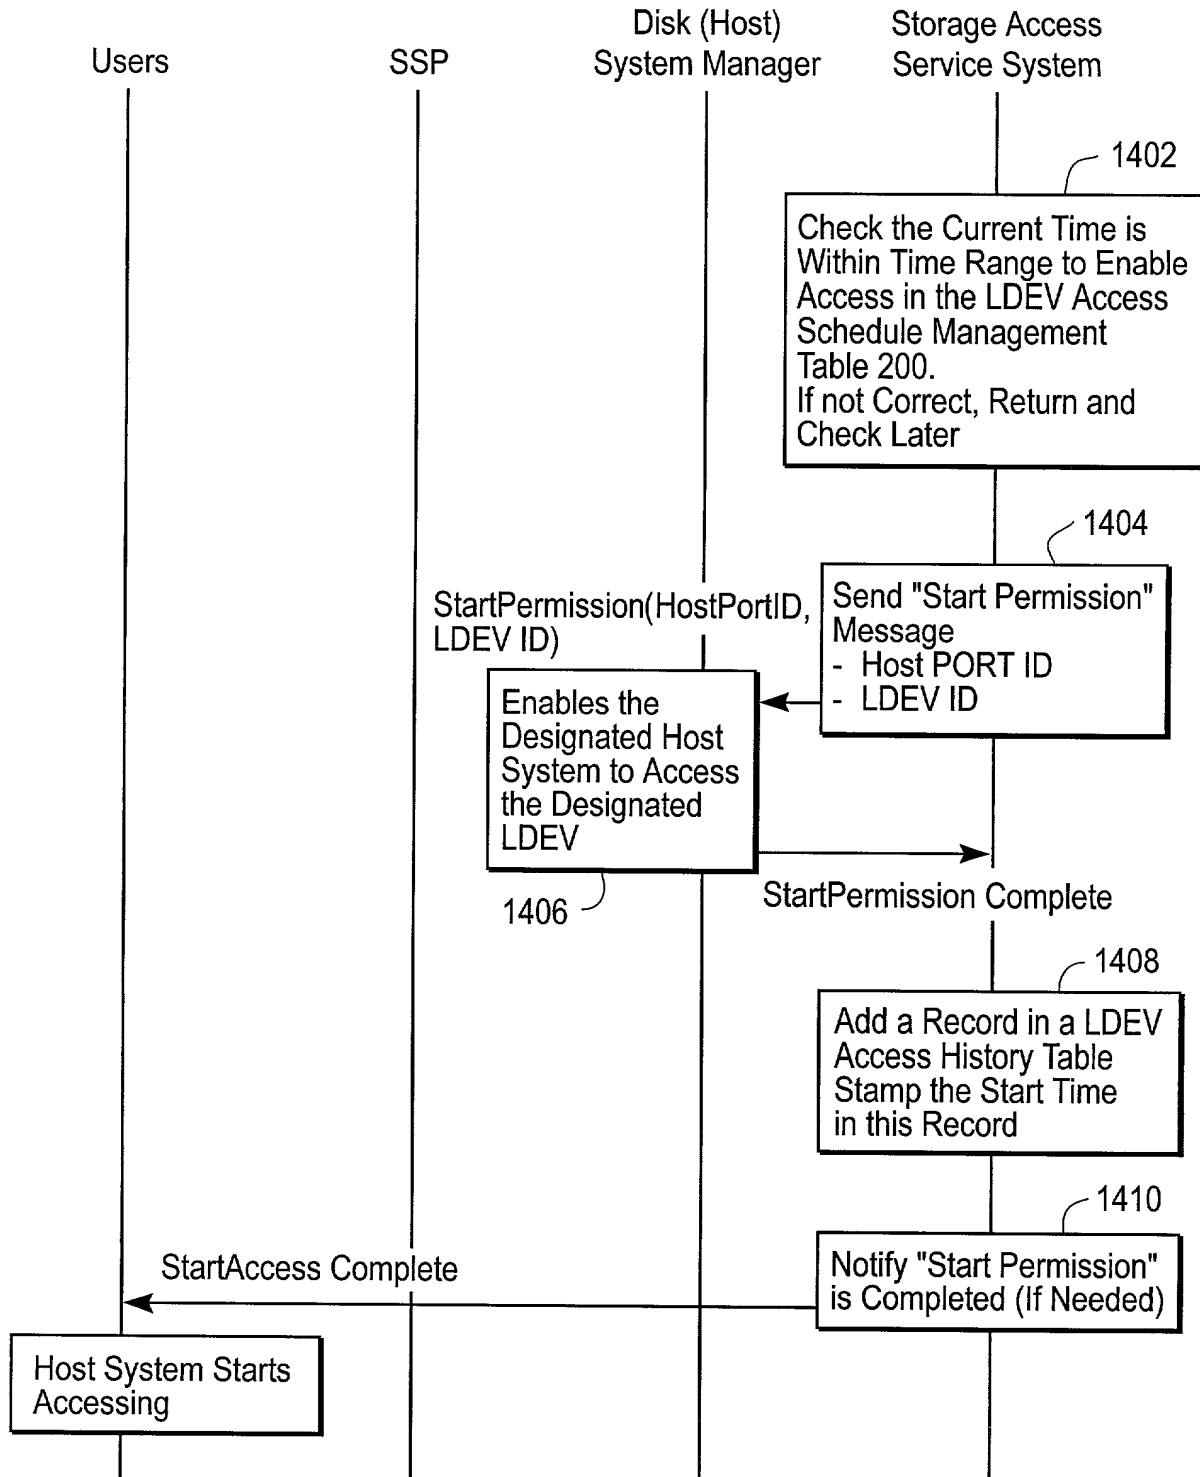 Users
SSP
Disk (Host)
System Manager
Storage Access
Service System
1402
Check the Current Time is
Within Time Range to Enable
Access in the LDEV Access
Schedule Management
Table 200.
If not Correct, Return and
Check Later
1404
Send "Start Permission"
Message
- Host PORT ID
- LDEV ID
StartPermission(HostPortID,
LDEV ID)
Enables the
Designated Host
System to Access
the Designated
LDEV
1406
StartPermission Complete
1408
Add a Record in a LDEV
Access History Table
Stamp the Start Time
in this Record
1410
Notify "Start Permission"
is Completed (If Needed)
StartAccess Complete
Host System Starts
Accessing